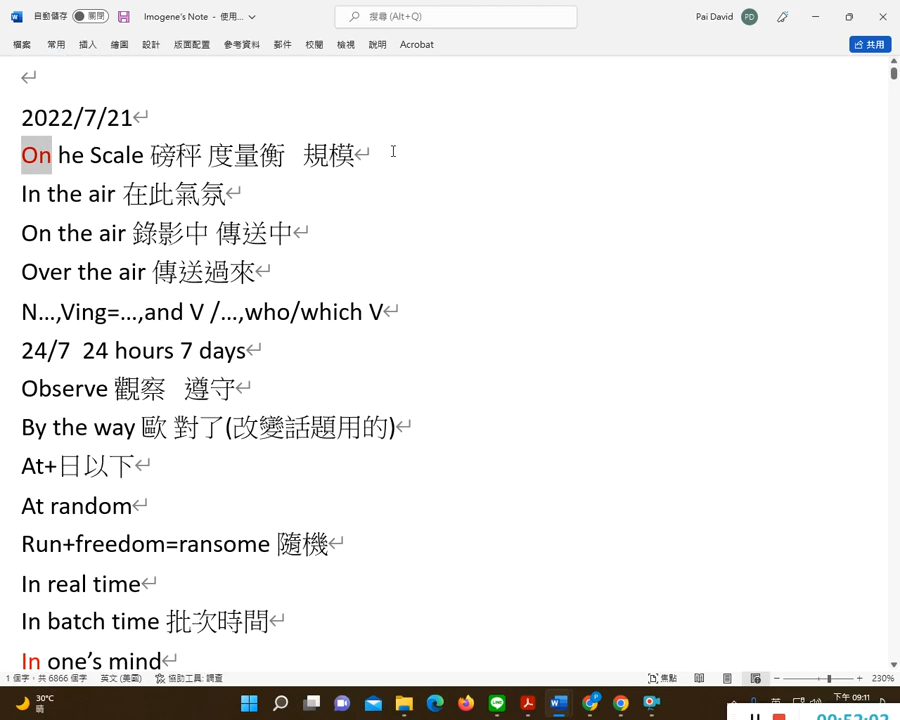 自動儲存 關閉 Imogene's Note - 使用... 搜尋 (Alt+Q) Pai David PD
檔案 常用 插入 繪圖 設計 版面配置 參考資料 郵件 校閱 檢視 說明 Acrobat 共用
2022/7/21
On he Scale 磅秤 度量衡 規模
In the air 在此氣氛
On the air 錄影中 傳送中
Over the air 傳送過來
N...,Ving=...,and V /...,who/which V
24/7 24 hours 7 days
Observe 觀察 遵守
By the way 歐 對了(改變話題用的)
At+日以下
At random
Run+freedom=ransome 隨機
In real time
In batch time 批次時間
In one's mind
1 個字，共 6866 個字 英文 (美國) 協助工具: 調查 焦點 230%
30°C
晴
下午 09:11